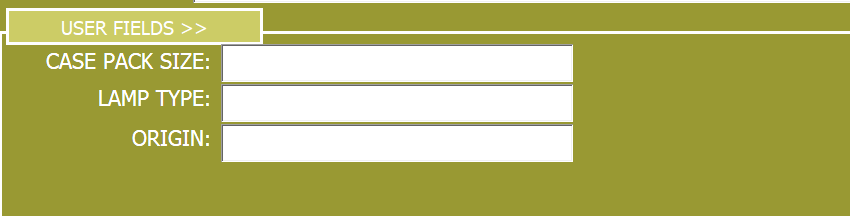 USER FIELDS >>
CASE PACK SIZE:
LAMP TYPE:
ORIGIN: